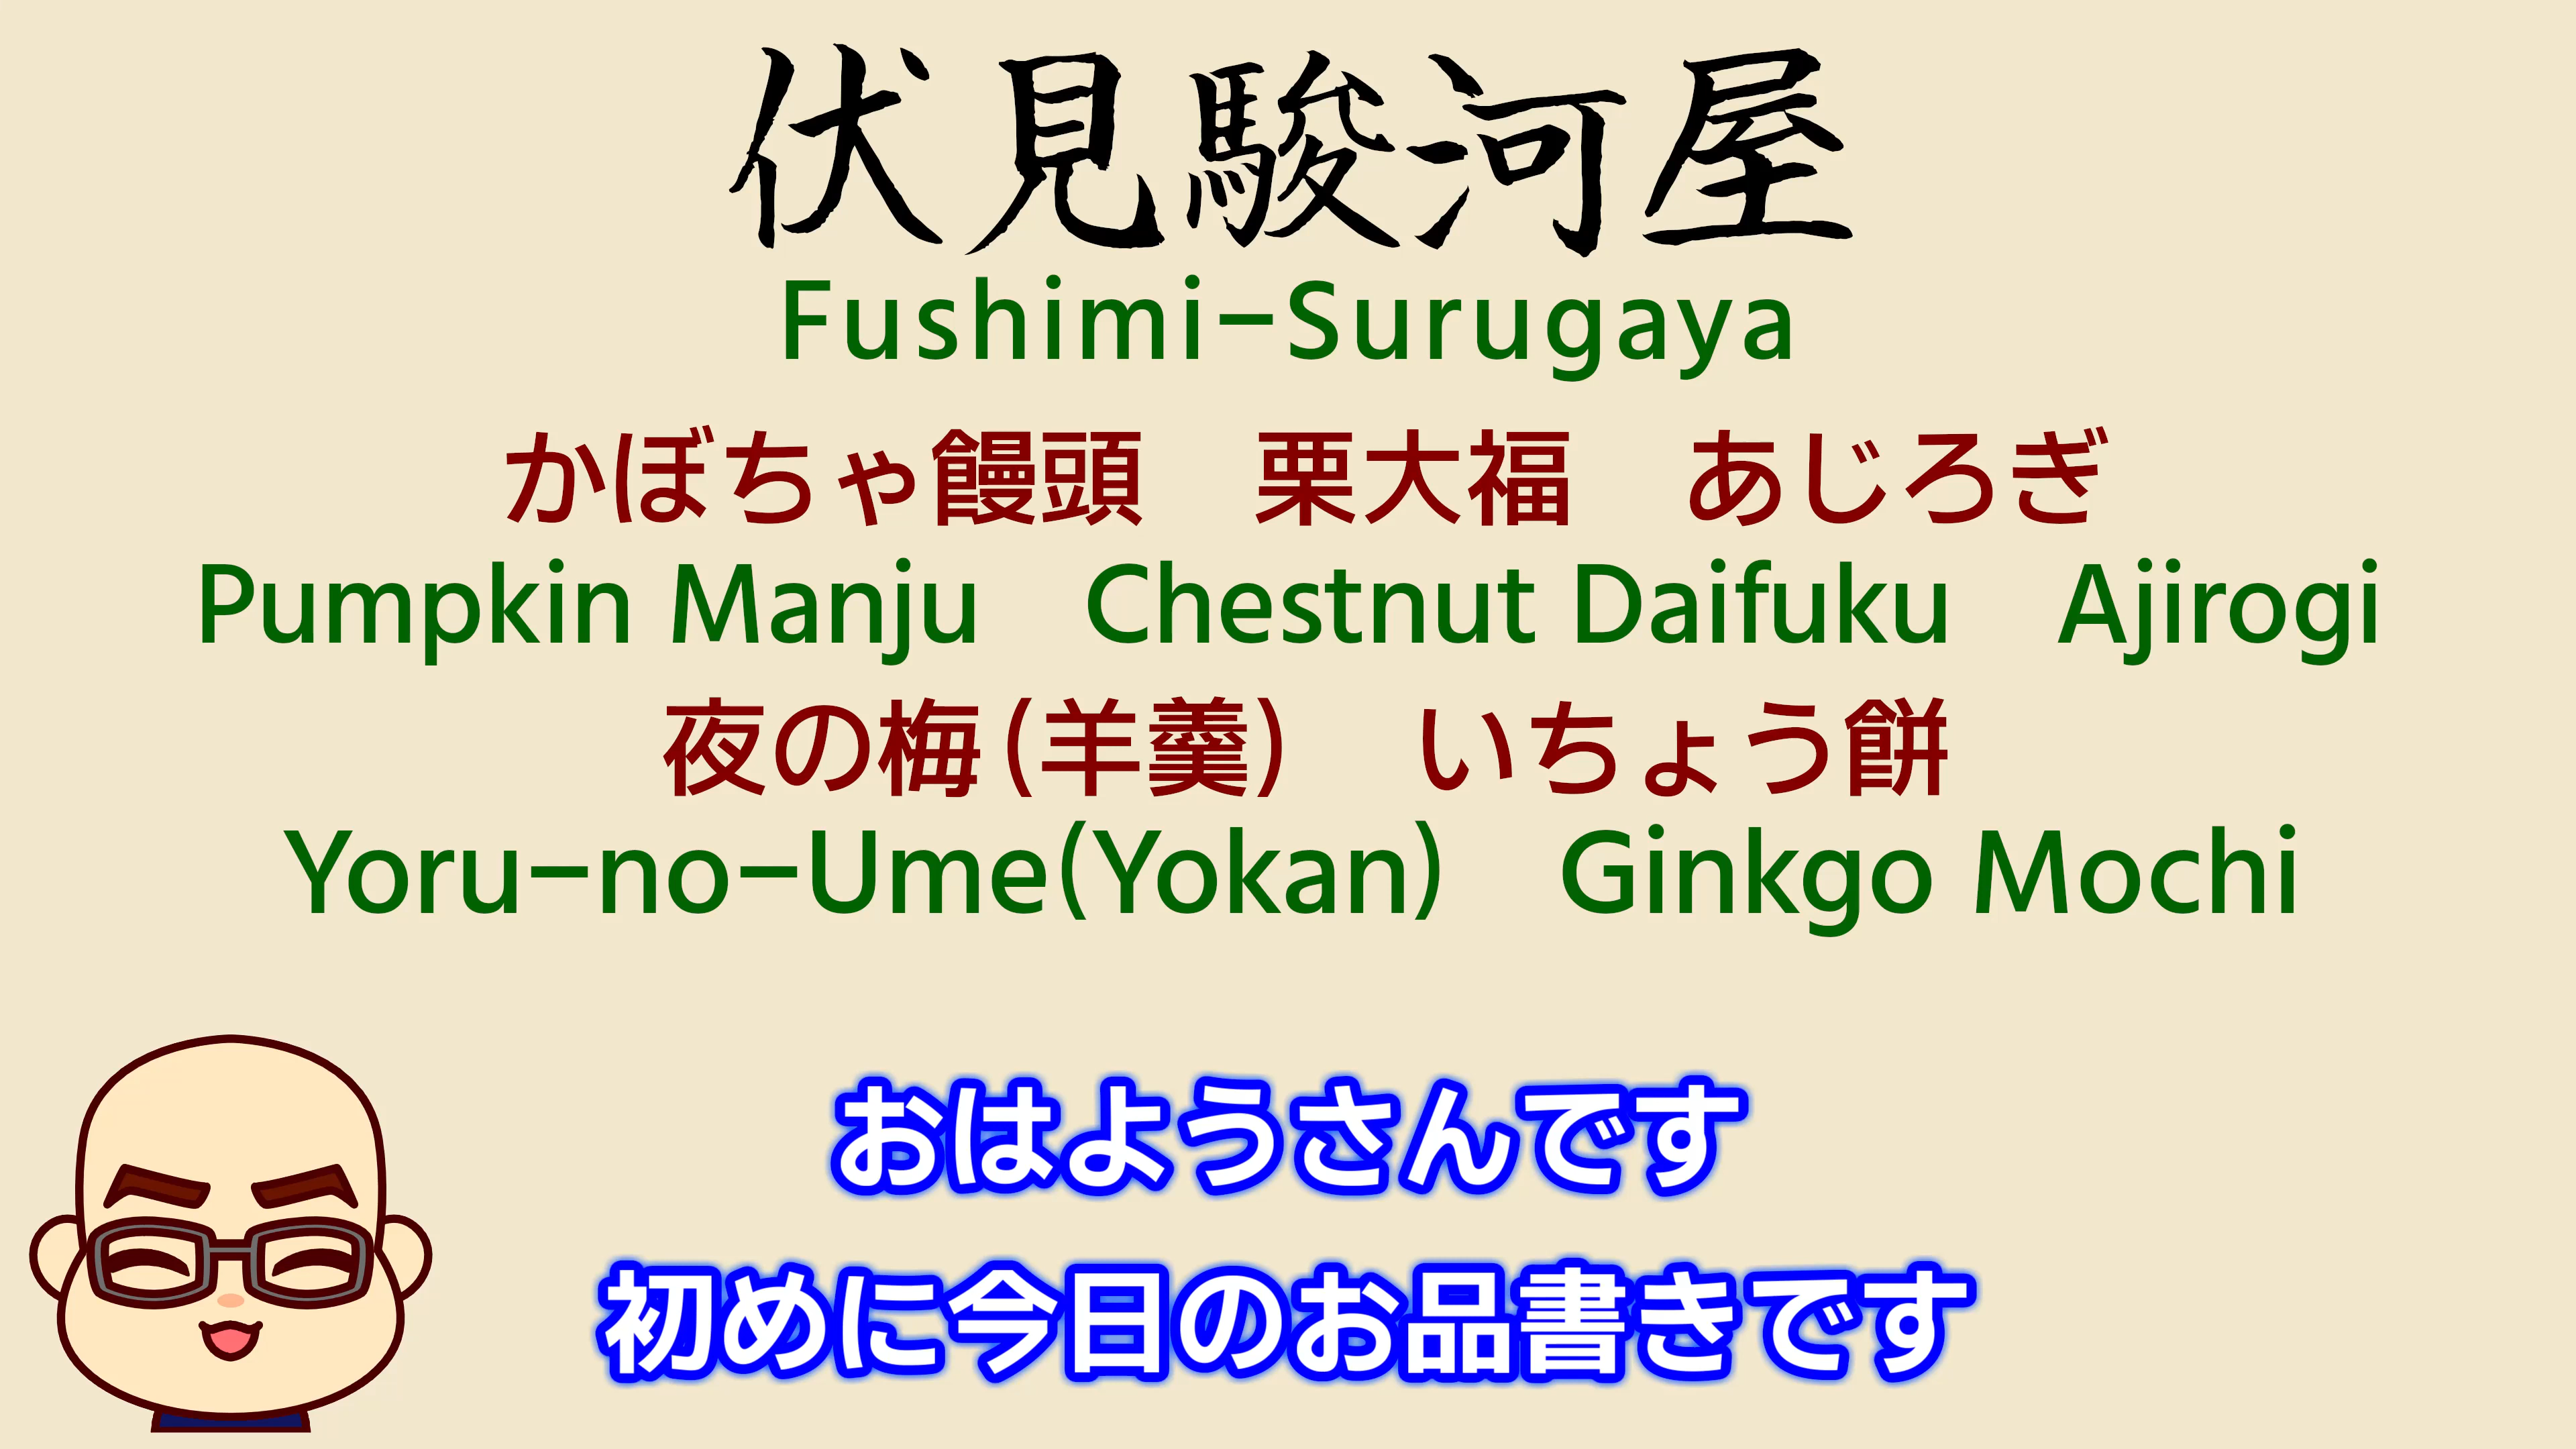 伏見駿河屋
Fushimi-Surugaya
かぼちゃ饅頭　栗大福　あじろぎ
Pumpkin Manju　Chestnut Daifuku　Ajirogi
夜の梅(羊羹)　いちょう餅
Yoru-no-Ume(Yokan)　Ginkgo Mochi
おはようさんです
初めに今日のお品書きです